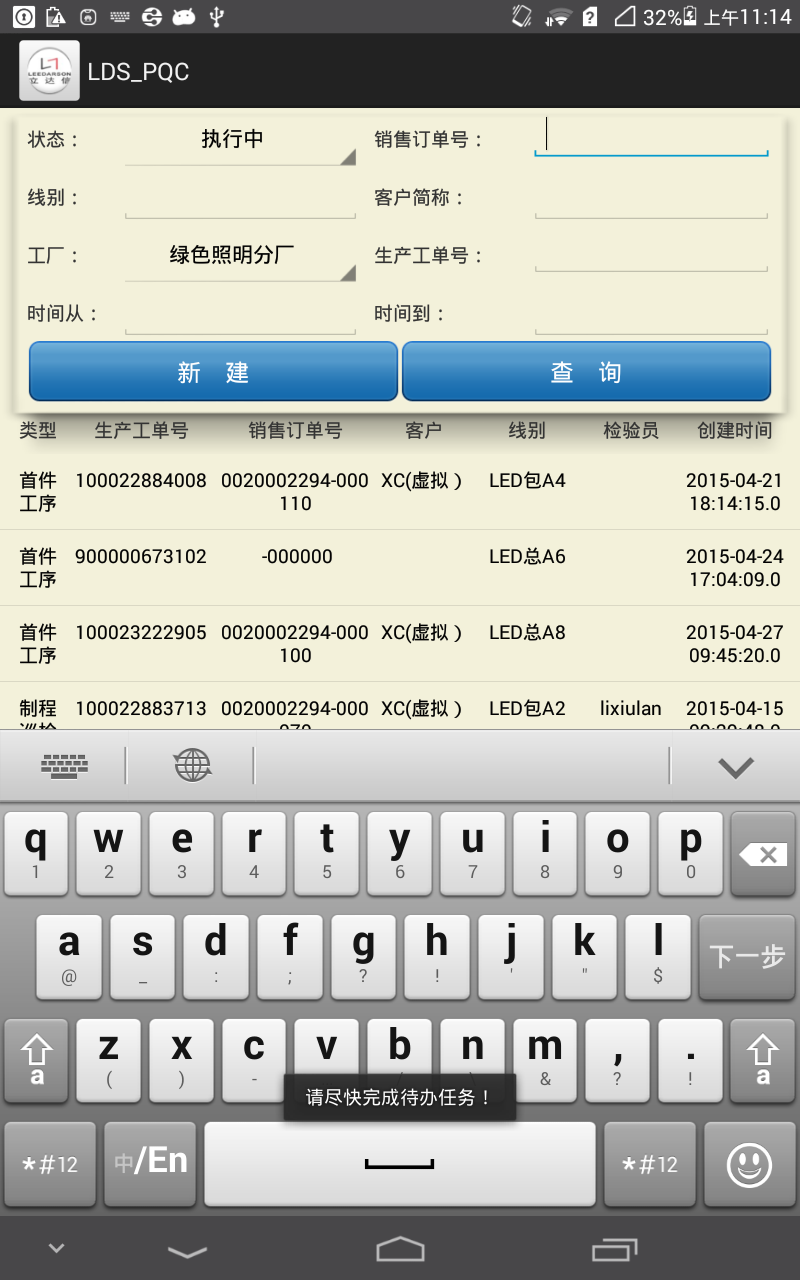 32% 上午11:14
LEEDARSON
立达信
LDS_PQC
状态： 执行中 销售订单号：
线别： 客户简称：
工厂： 绿色照明分厂 生产工单号：
时间从： 时间到：
新 建 查 询
类型 生产工单号 销售订单号 客户 线别 检验员 创建时间
首件 100022884008 0020002294-000 XC(虚拟） LED包A4 2015-04-21
工序 110 18:14:15.0
首件 900000673102 -000000 LED总A6 2015-04-24
工序 17:04:09.0
首件 100023222905 0020002294-000 XC(虚拟） LED总A8 2015-04-27
工序 100 09:45:20.0
制程 100022883713 0020002294-000 XC(虚拟） LED包A2 lixiulan 2015-04-15
q w e r t y u i o p
1 2 3 4 5 6 7 8 9 0
a s d f g h j k l 下一步
@ _ : ; ? ! ' " $
a z x c v b n m , . a
( ) - & ? !
请尽快完成待办任务！
*#12 中/En *#12